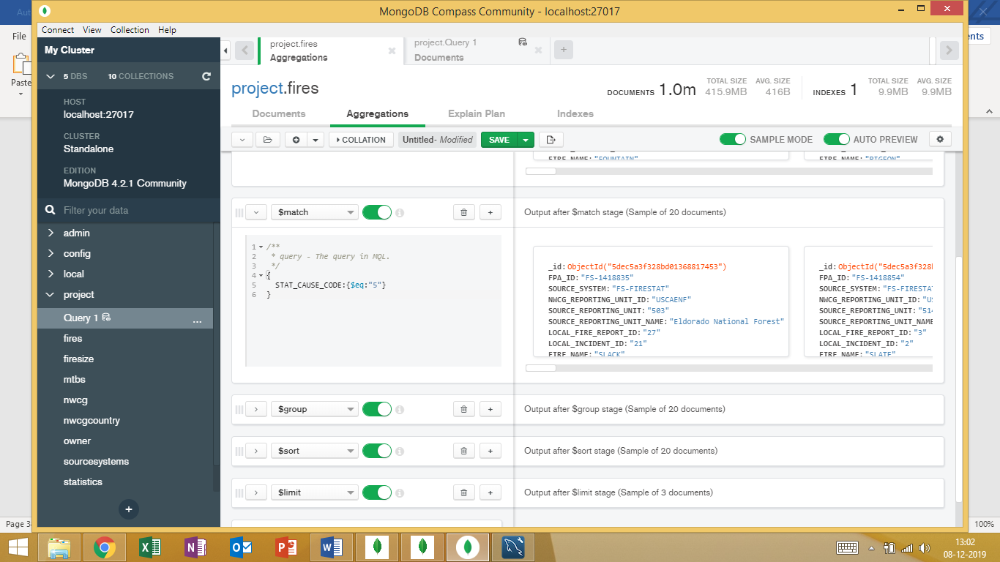 MongoDB Compass Community - localhost:27017
File
Paste
Connect View Collection Help
My Cluster
5 DBS 10 COLLECTIONS
HOST
localhost:27017
CLUSTER
Standalone
EDITION
MongoDB 4.2.1 Community
Filter your data
admin
config
local
project
Query 1
...
fires
firesize
mtbs
nwcg
nwcgcountry
owner
sourcesystems
statistics
project.fires
Aggregations
project.Query 1
Documents
project.fires
DOCUMENTS 1.0m
TOTAL SIZE
415.9MB
AVG. SIZE
416B
INDEXES 1
TOTAL SIZE
9.9MB
AVG. SIZE
9.9MB
Documents Aggregations Explain Plan Indexes
COLLATION
Untitled- Modified
SAVE
SAMPLE MODE
AUTO PREVIEW
FIRE_NAME: "FOUNTAIN"
FIRE_NAME: "PIGEON"
$match
Output after $match stage (Sample of 20 documents)
1 /**
2 * query - The query in MQL.
3 */
4 {
5 STAT_CAUSE_CODE:{$eq:"5"}
6 }
_id: ObjectId("5dec5a3f328bd01368817453")
FPA_ID: "FS-1418835"
SOURCE_SYSTEM: "FS-FIRESTAT"
NWCG_REPORTING_UNIT_ID: "USCAENF"
SOURCE_REPORTING_UNIT: "503"
SOURCE_REPORTING_UNIT_NAME: "Eldorado National Forest"
LOCAL_FIRE_REPORT_ID: "27"
LOCAL_INCIDENT_ID: "21"
FIRE_NAME: "SLACK"
_id: ObjectId("5dec5a3f328
FPA_ID: "FS-1418854"
SOURCE_SYSTEM: "FS-FIRESTA
NWCG_REPORTING_UNIT_ID: "U
SOURCE_REPORTING_UNIT: "51
SOURCE_REPORTING_UNIT_NAME
LOCAL_FIRE_REPORT_ID: "3"
LOCAL_INCIDENT_ID: "2"
FIRE_NAME: "SLATE"
$group
Output after $group stage (Sample of 20 documents)
$sort
Output after $sort stage (Sample of 20 documents)
$limit
Output after $limit stage (Sample of 3 documents)
Page 3
100%
13:02
08-12-2019